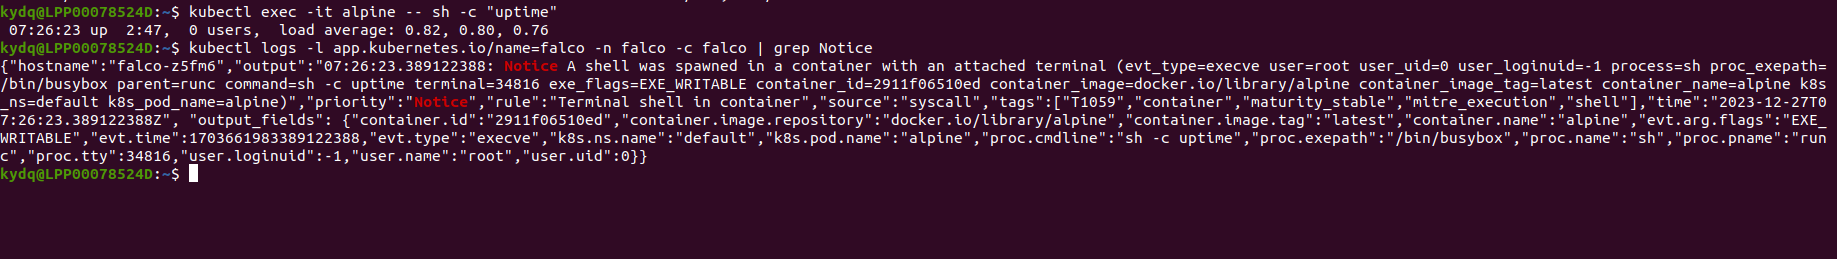 kydq@LPP00078524D:~$ kubectl exec -it alpine -- sh -c "uptime"
 07:26:23 up  2:47,  0 users,  load average: 0.82, 0.80, 0.76
kydq@LPP00078524D:~$ kubectl logs -l app.kubernetes.io/name=falco -n falco -c falco | grep Notice
{"hostname":"falco-z5fm6","output":"07:26:23.389122388: Notice A shell was spawned in a container with an attached terminal (evt_type=execve user=root user_uid=0 user_loginuid=-1 process=sh proc_exepath=
/bin/busybox parent=runc command=sh -c uptime terminal=34816 exe_flags=EXE_WRITABLE container_id=2911f06510ed container_image=docker.io/library/alpine container_image_tag=latest container_name=alpine k8s
_ns=default k8s_pod_name=alpine)","priority":"Notice","rule":"Terminal shell in container","source":"syscall","tags":["T1059","container","maturity_stable","mitre_execution","shell"],"time":"2023-12-27T0
7:26:23.389122388Z", "output_fields": {"container.id":"2911f06510ed","container.image.repository":"docker.io/library/alpine","container.image.tag":"latest","container.name":"alpine","evt.arg.flags":"EXE_
WRITABLE","evt.time":1703661983389122388,"evt.type":"execve","k8s.ns.name":"default","k8s.pod.name":"alpine","proc.cmdline":"sh -c uptime","proc.exepath":"/bin/busybox","proc.name":"sh","proc.pname":"run
c","proc.tty":34816,"user.loginuid":-1,"user.name":"root","user.uid":0}}
kydq@LPP00078524D:~$